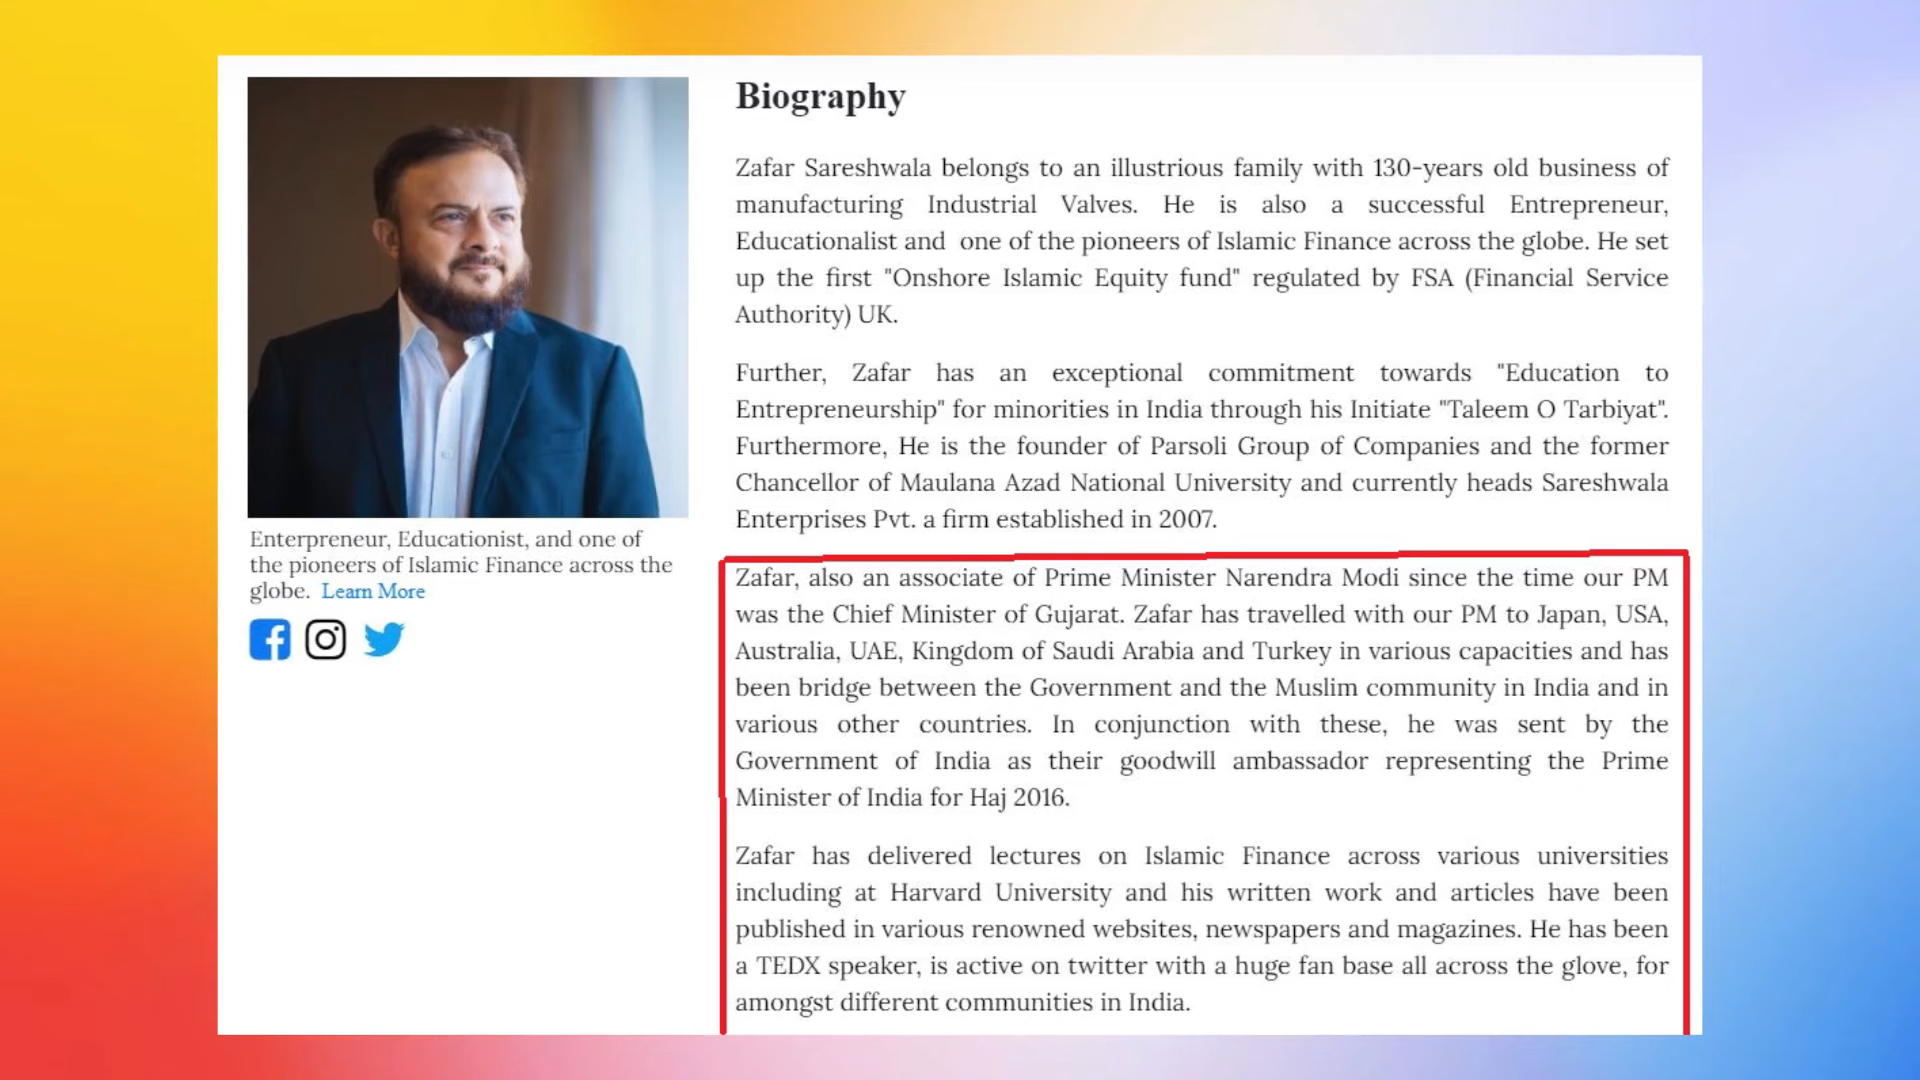 Biography
Zafar Sareshwala belongs to an illustrious family with 130-years old business of
manufacturing Industrial Valves. He is also a successful Entrepreneur,
Educationalist and one of the pioneers of Islamic Finance across the globe. He set
up the first "Onshore Islamic Equity fund" regulated by FSA (Financial Service
Authority) UK.
Further, Zafar has an exceptional commitment towards "Education to
Entrepreneurship" for minorities in India through his Initiate "Taleem O Tarbiyat".
Furthermore, He is the founder of Parsoli Group of Companies and the former
Chancellor of Maulana Azad National University and currently heads Sareshwala
Enterprises Pvt. a firm established in 2007.
Zafar, also an associate of Prime Minister Narendra Modi since the time our PM
was the Chief Minister of Gujarat. Zafar has travelled with our PM to Japan, USA,
Australia, UAE, Kingdom of Saudi Arabia and Turkey in various capacities and has
been bridge between the Government and the Muslim community in India and in
various other countries. In conjunction with these, he was sent by the
Government of India as their goodwill ambassador representing the Prime
Minister of India for Haj 2016.
Zafar has delivered lectures on Islamic Finance across various universities
including at Harvard University and his written work and articles have been
published in various renowned websites, newspapers and magazines. He has been
a TEDX speaker, is active on twitter with a huge fan base all across the glove, for
amongst different communities in India.
Enterpreneur, Educationist, and one of
the pioneers of Islamic Finance across the
globe. Learn More